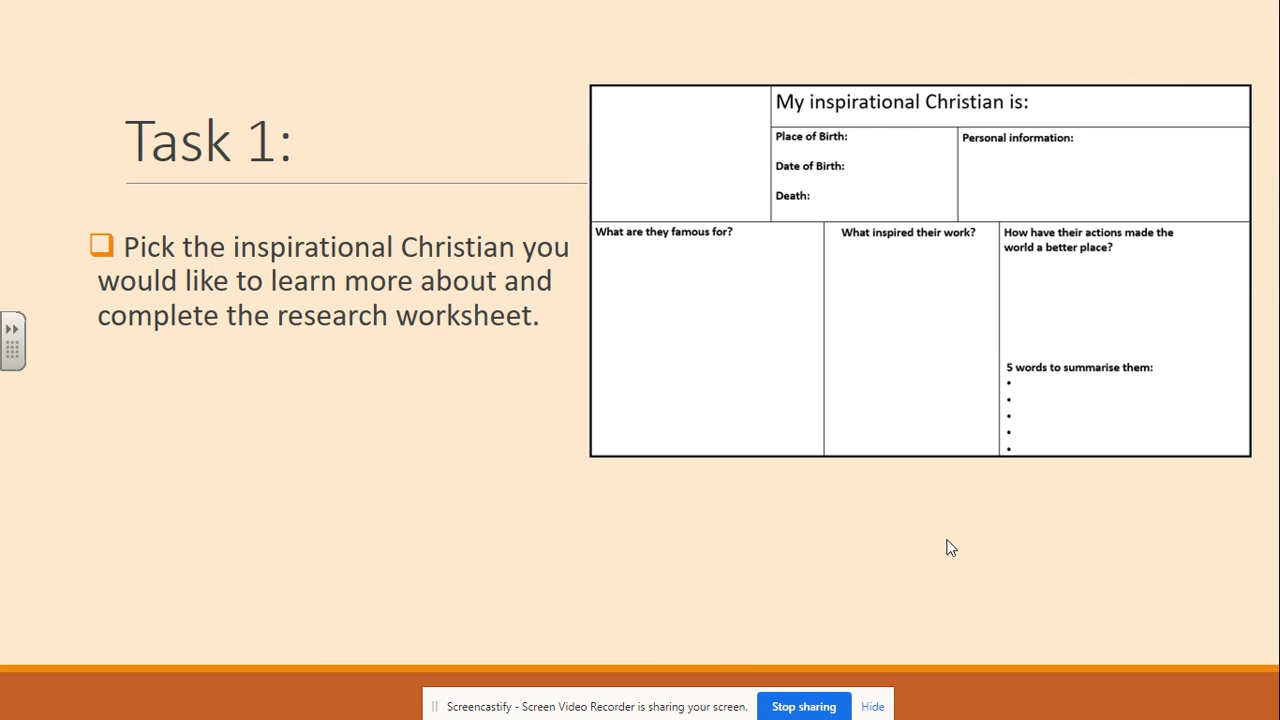 Task 1:
Pick the inspirational Christian you
would like to learn more about and
complete the research worksheet.
My inspirational Christian is:
Place of Birth:
Date of Birth:
Death:
Personal information:
What are they famous for?
What inspired their work?
How have their actions made the
world a better place?
5 words to summarise them:
Screencastify - Screen Video Recorder is sharing your screen.
Stop sharing
Hide